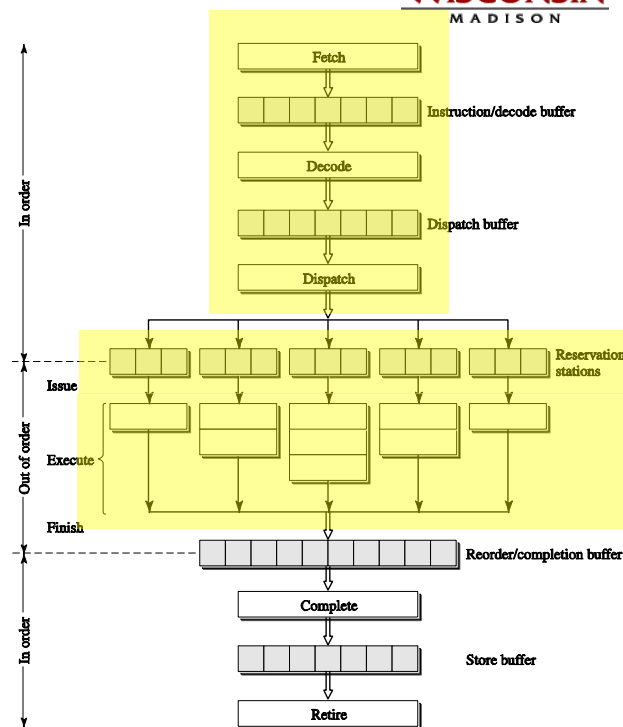 WISCONSIN
MADISON
Fetch
Instruction/decode buffer
Decode
Dispatch buffer
Dispatch
In order
Reservation
stations
Issue
Execute
Out of order
Finish
Reorder/completion buffer
Complete
In order
Store buffer
Retire